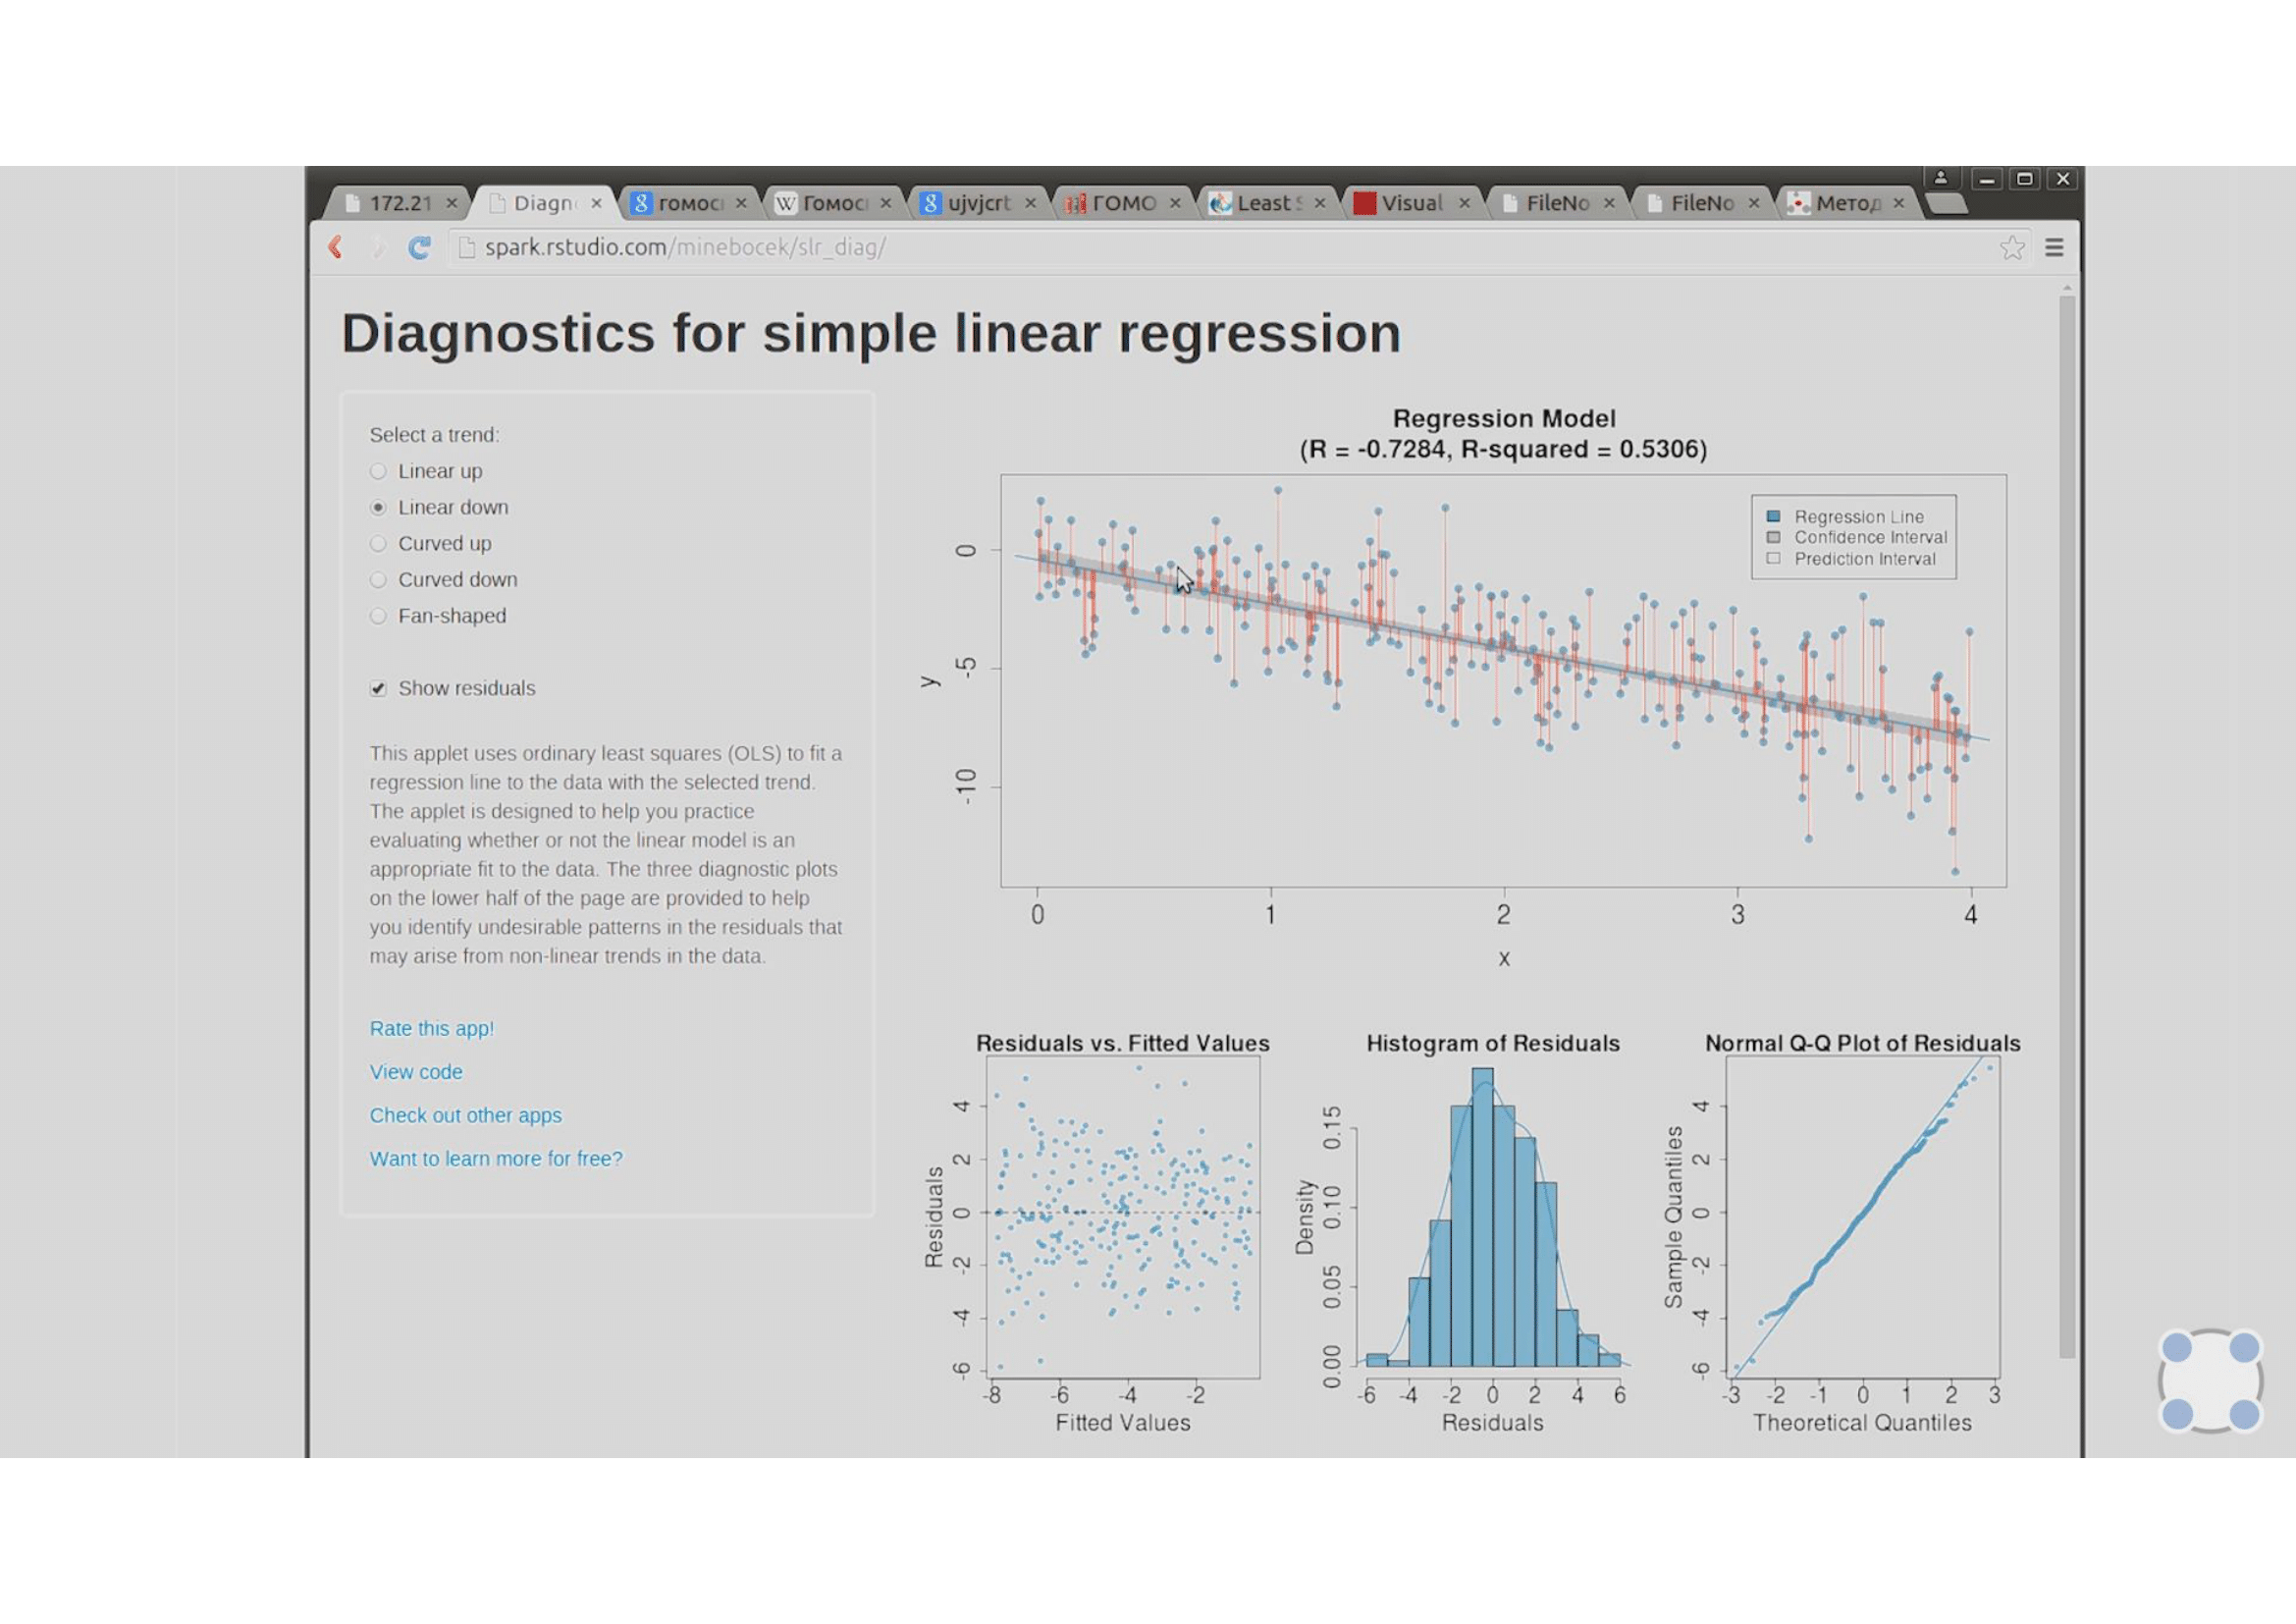 172.21
Diagn
гомос
Гомос
ujvjcrt
ГОМО
Least S
Visual
FileNo
FileNo
Метод
spark.rstudio.com/minebocek/slr_diag/
Diagnostics for simple linear regression
Select a trend:
Linear up
Linear down
Curved up
Curved down
Fan-shaped
Show residuals
This applet uses ordinary least squares (OLS) to fit a
regression line to the data with the selected trend.
The applet is designed to help you practice
evaluating whether or not the linear model is an
appropriate fit to the data. The three diagnostic plots
on the lower half of the page are provided to help
you identify undesirable patterns in the residuals that
may arise from non-linear trends in the data.
Rate this app!
View code
Check out other apps
Want to learn more for free?
Regression Model
(R = -0.7284, R-squared = 0.5306)
Regression Line
Confidence Interval
Prediction Interval
y
0
-5
-10
0 1 2 3 4
x
Residuals vs. Fitted Values
Residuals
4
2
0
-2
-4
-6
-8 -6 -4 -2
Fitted Values
Histogram of Residuals
Density
0.15
0.10
0.05
0.00
-6 -4 -2 0 2 4 6
Residuals
Normal Q-Q Plot of Residuals
Sample Quantiles
4
2
0
-2
-4
-6
-3 -2 -1 0 1 2 3
Theoretical Quantiles